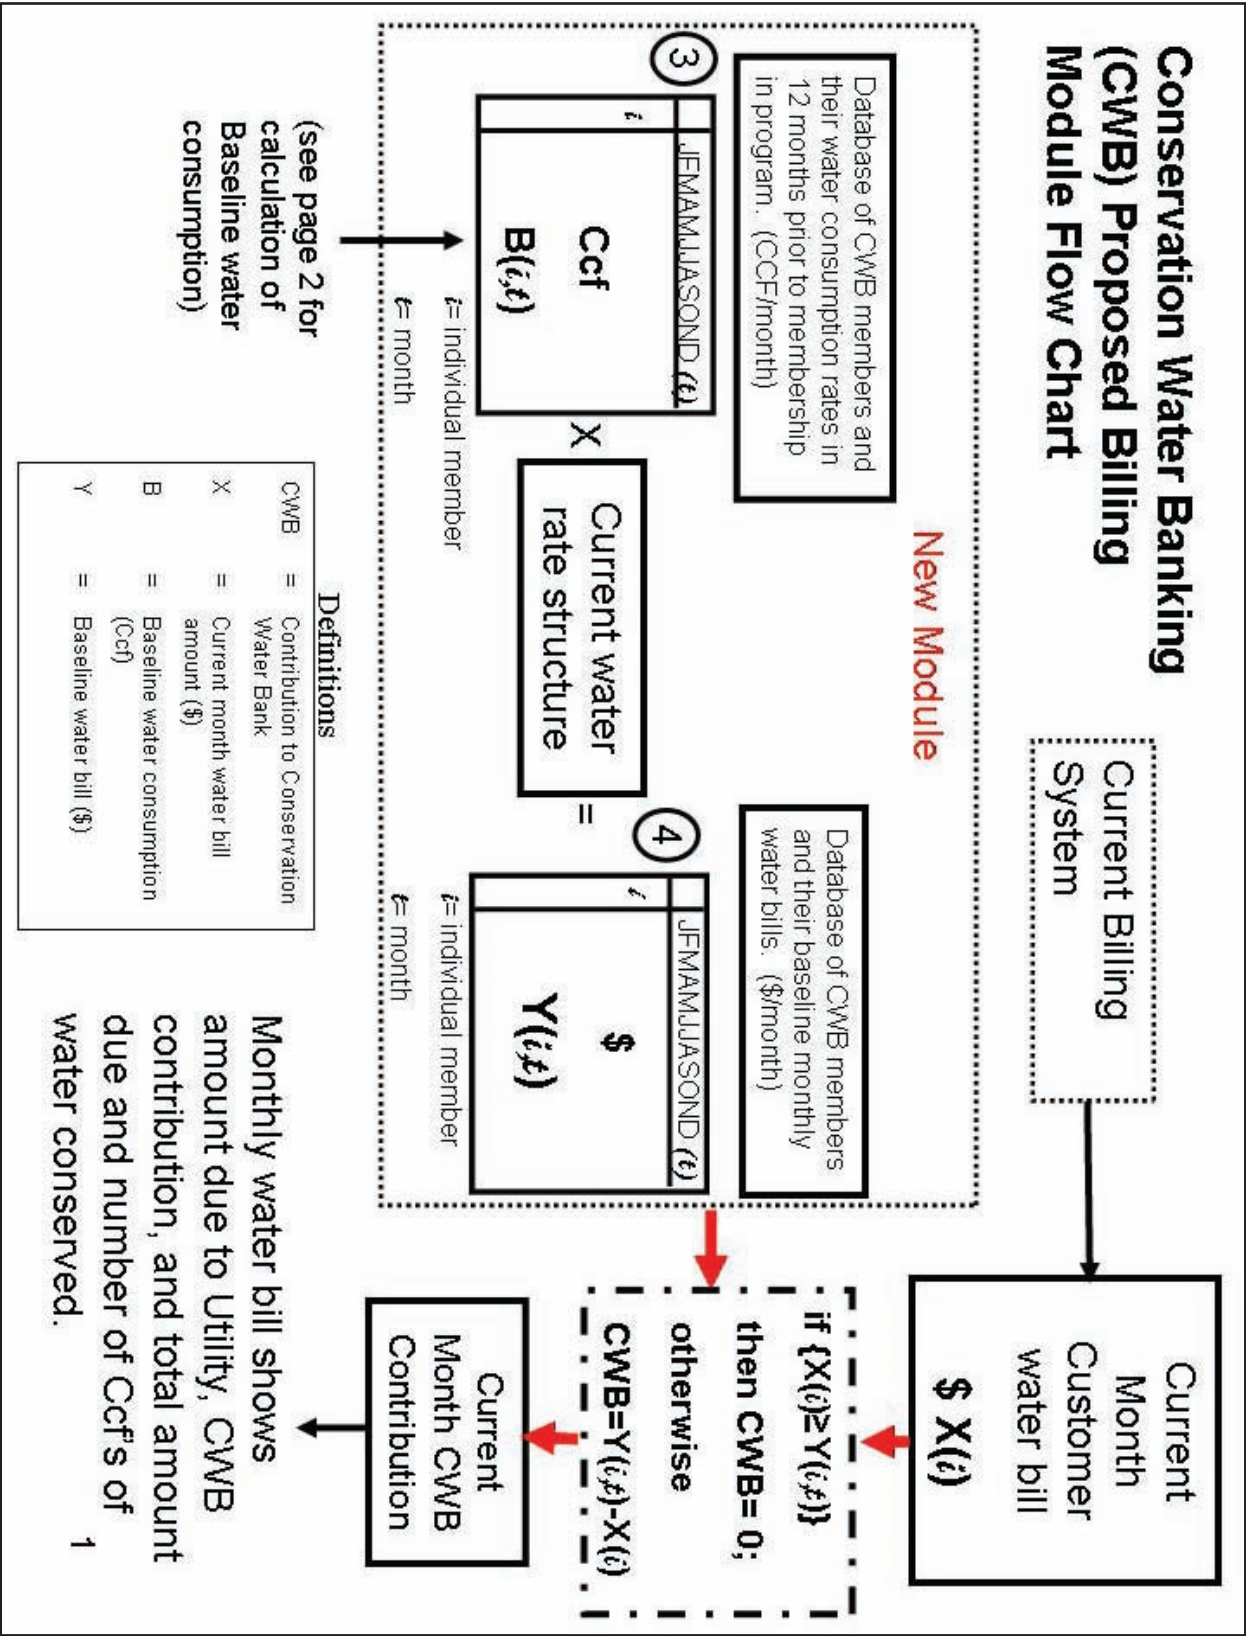 Conservation Water Banking
(CWB) Proposed Billing
Module Flow Chart
Current Billing
System
Current
Month
Customer
water bill
$ X(i)
New Module
Database of CWB members and
their water consumption rates in
12 months prior to membership
in program. (CCF/month)
3
JFMAMJJASOND (t)
i
Ccf
B(i,t)
i= individual member
t= month
X
Current water
rate structure
=
Database of CWB members
and their baseline monthly
water bills. ($/month)
4
JFMAMJJASOND (t)
i
$
Y(i,t)
i= individual member
t= month
if {X(i)≥Y(i,t)}
then CWB= 0;
otherwise
CWB=Y(i,t)-X(i)
Current
Month CWB
Contribution
(see page 2 for
calculation of
Baseline water
consumption)
Definitions
CWB = Contribution to Conservation
Water Bank
X = Current month water bill
amount ($)
B = Baseline water consumption
(Ccf)
Y = Baseline water bill ($)
Monthly water bill shows
amount due to Utility, CWB
contribution, and total amount
due and number of Ccf's of
water conserved.
1